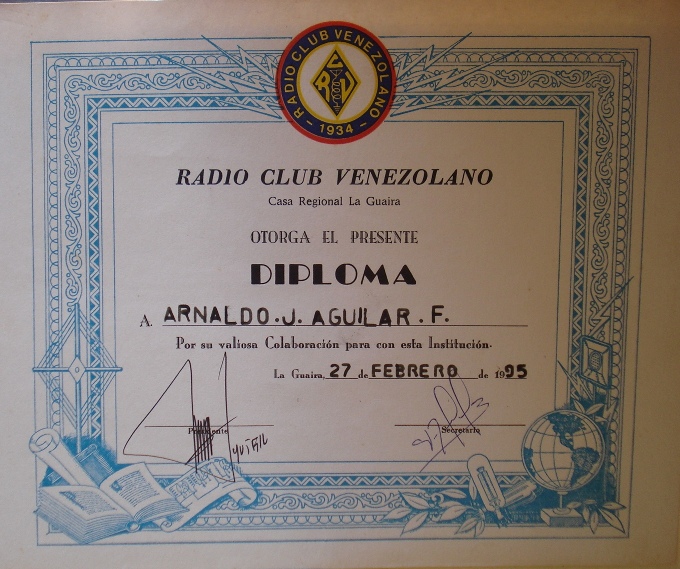 RADIO CLUB VENEZOLANO
R C V
- 1934 -
RADIO CLUB VENEZOLANO
Casa Regional La Guaira
OTORGA EL PRESENTE
DIPLOMA
A. ARNALDO.J. AGUILAR. F.
Por su valiosa Colaboración para con esta Institución.
La Guaira, 27 de FEBRERO de 1995
Presidente Secretario